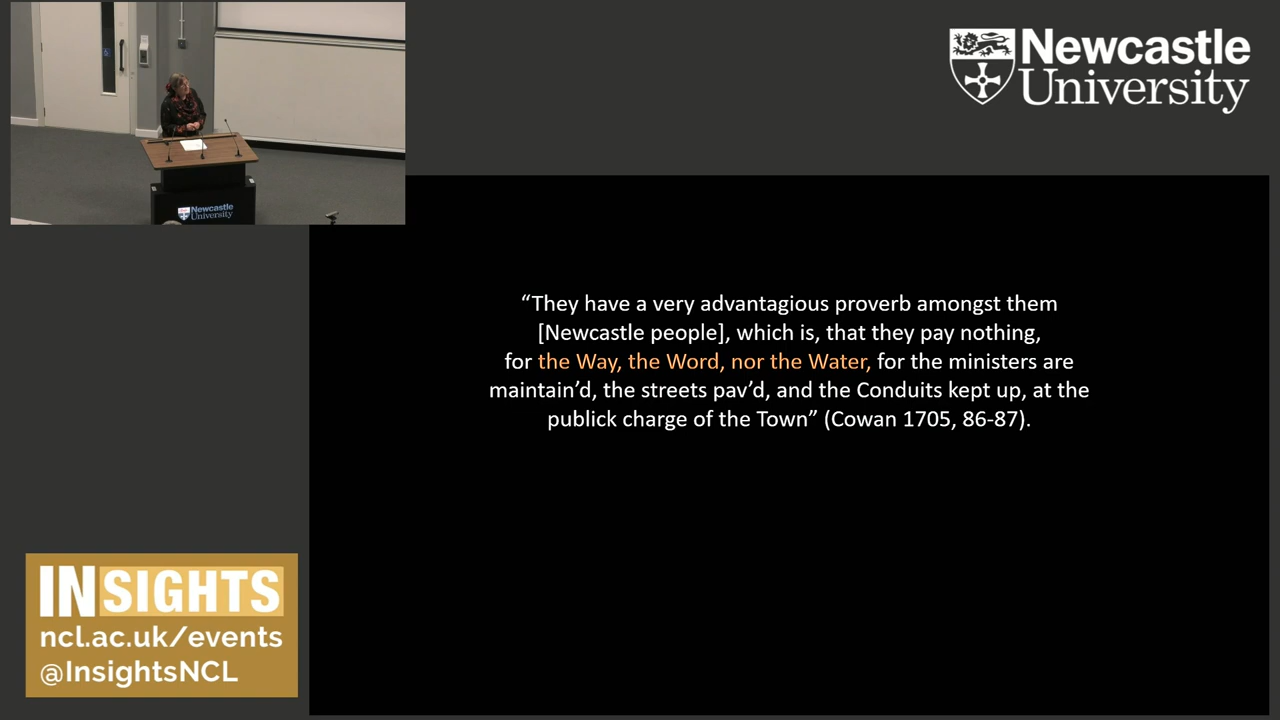 Newcastle
University
Newcastle
University
“They have a very advantagious proverb amongst them
[Newcastle people], which is, that they pay nothing,
for the Way, the Word, nor the Water, for the ministers are
maintain’d, the streets pav’d, and the Conduits kept up, at the
publick charge of the Town” (Cowan 1705, 86-87).
INSIGHTS
ncl.ac.uk/events
@InsightsNCL